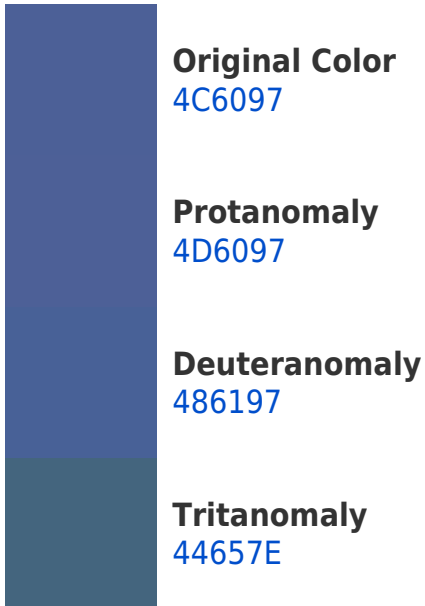 Original Color
4C6097
Protanomaly
4D6097
Deuteranomaly
486197
Tritanomaly
44657E